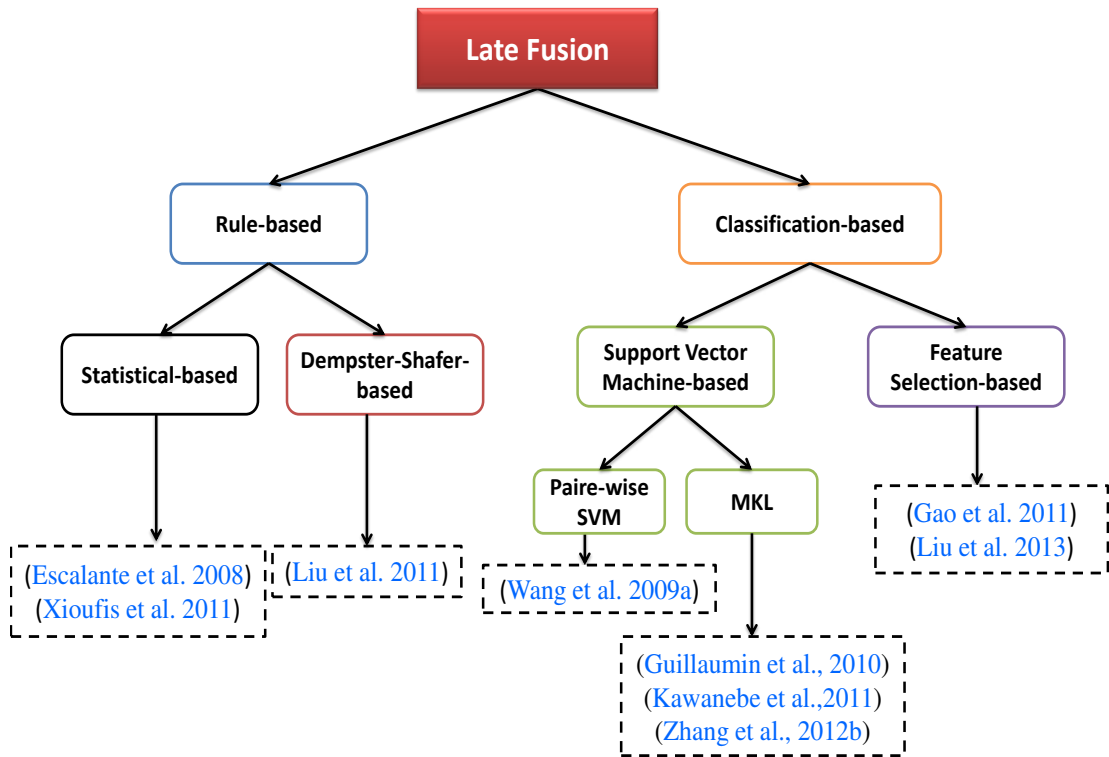 Late Fusion
Rule-based
Classification-based
Statistical-based
Dempster-Shafer-
based
Support Vector
Machine-based
Feature
Selection-based
Paire-wise
SVM
MKL
(Escalante et al. 2008)
(Xioufis et al. 2011)
(Liu et al. 2011)
(Wang et al. 2009a)
(Gao et al. 2011)
(Liu et al. 2013)
(Guillaumin et al., 2010)
(Kawanebe et al.,2011)
(Zhang et al., 2012b)